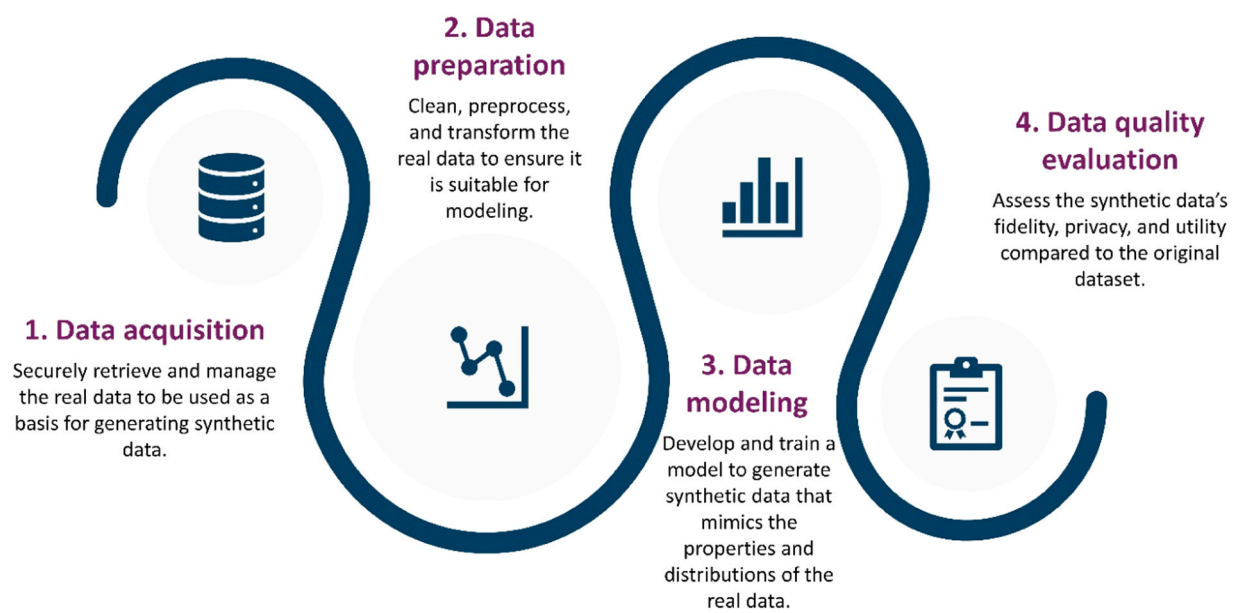 1. Data acquisition
Securely retrieve and manage
the real data to be used as a
basis for generating synthetic
data.
2. Data
preparation
Clean, preprocess,
and transform the
real data to ensure it
is suitable for
modeling.
3. Data
modeling
Develop and train a
model to generate
synthetic data that
mimics the
properties and
distributions of the
real data.
4. Data quality
evaluation
Assess the synthetic data’s
fidelity, privacy, and utility
compared to the original
dataset.